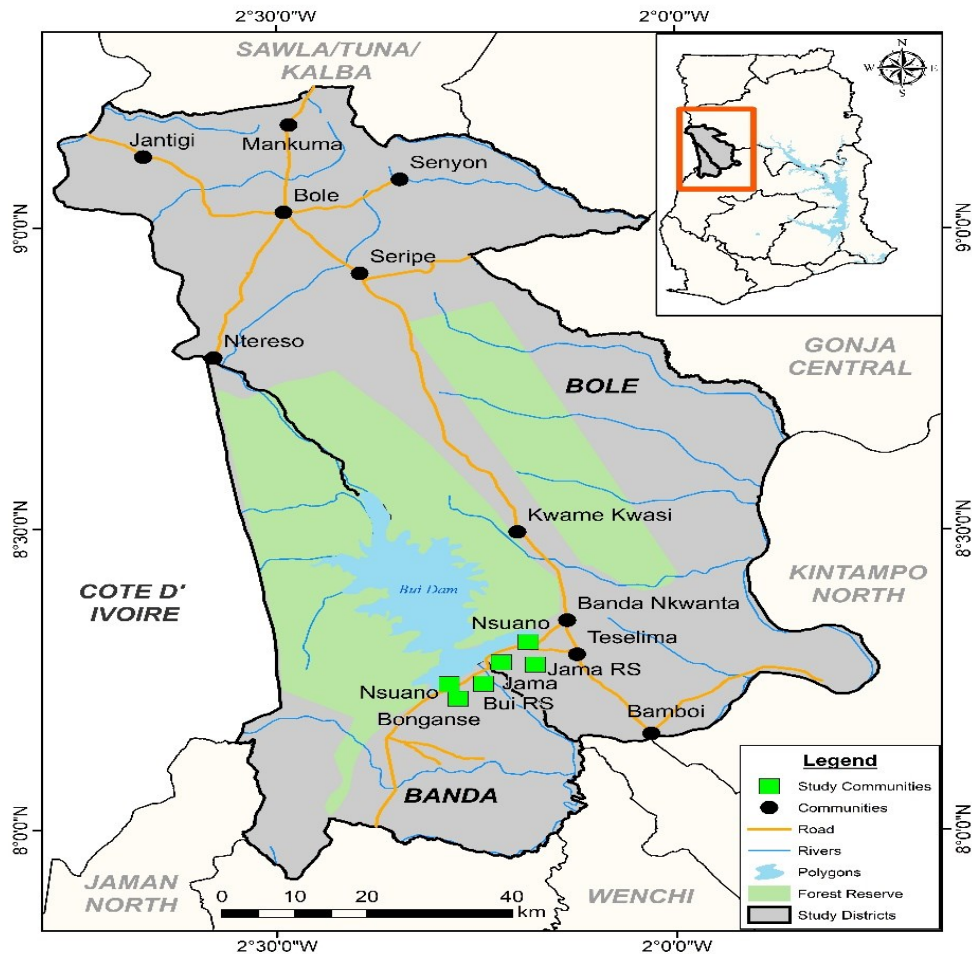 2°30'0"W
2°0'0"W
SAWLA/TUNA/
KALBA
N
W
E
S
Jantigi
Mankuma
Senyon
Bole
9°0'0"N
9°0'0"N
Seripe
Ntereso
GONJA
CENTRAL
BOLE
8°30'0"N
8°30'0"N
Kwame Kwasi
COTE D'
IVOIRE
Bui Dam
KINTAMPO
NORTH
Banda Nkwanta
Nsuano
Teselima
Jama RS
Jama
Nsuano
Bui RS
Bonganse
Bamboi
BANDA
8°0'0"N
8°0'0"N
Legend
Study Communities
Communities
Road
Rivers
Polygons
Forest Reserve
Study Districts
JAMAN
NORTH
WENCHI
0 10 20 40
km
2°30'0"W
2°0'0"W